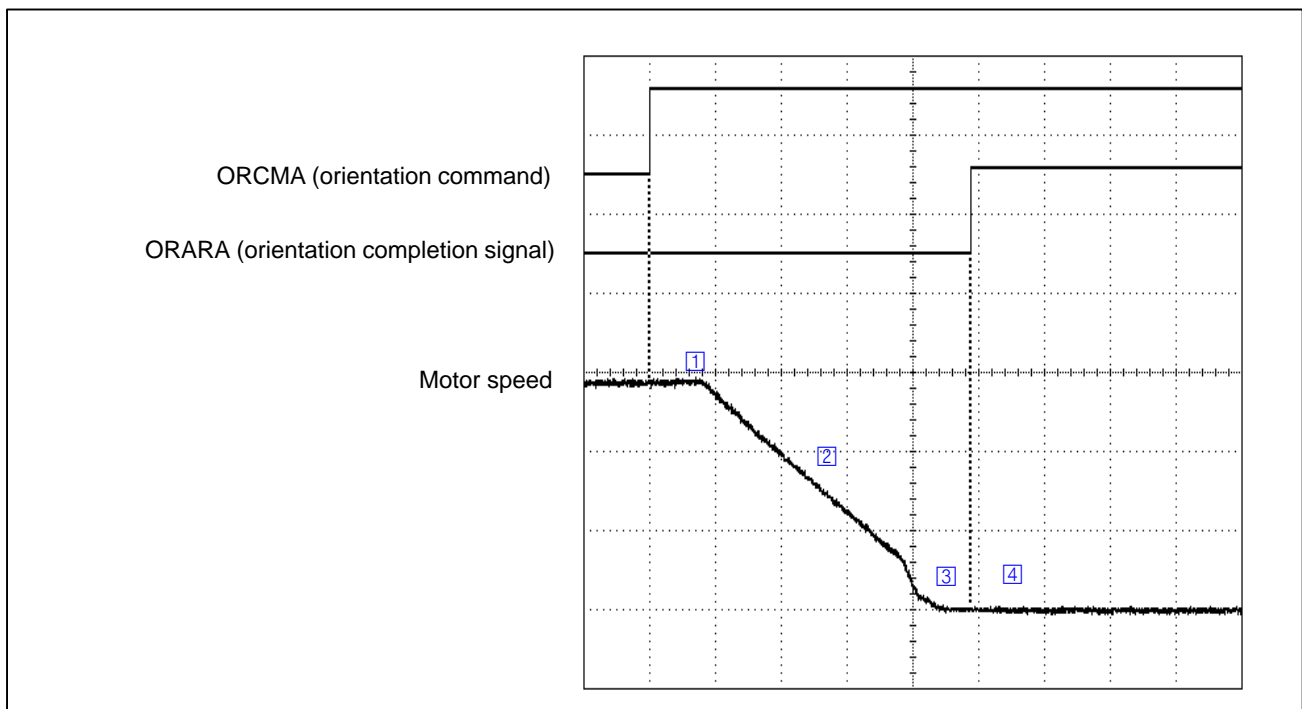 ORCMA (orientation command)
ORARA (orientation completion signal)
1
Motor speed
2
3
4